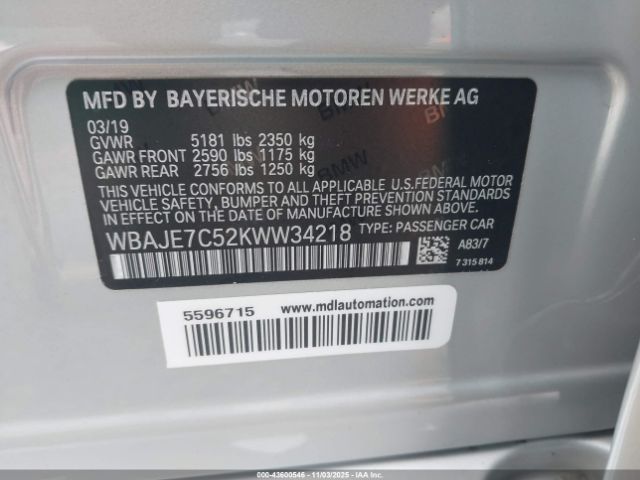 MFD BY BAYERISCHE MOTOREN WERKE AG
03/19
GVWR 5181 lbs 2350 kg
GAWR FRONT 2590 lbs 1175 kg
GAWR REAR 2756 lbs 1250 kg
THIS VEHICLE CONFORMS TO ALL APPLICABLE U.S.FEDERAL MOTOR
VEHICLE SAFETY, BUMPER AND THEFT PREVENTION STANDARDS
IN EFFECT ON THE DATE OF MANUFACTURE SHOWN ABOVE.
WBAJE7C52KWW34218 TYPE: PASSENGER CAR
A83/7
7 315 814
5596715 www.mdlautomation.com
000-43600546 - 11/03/2025 - IAA Inc.